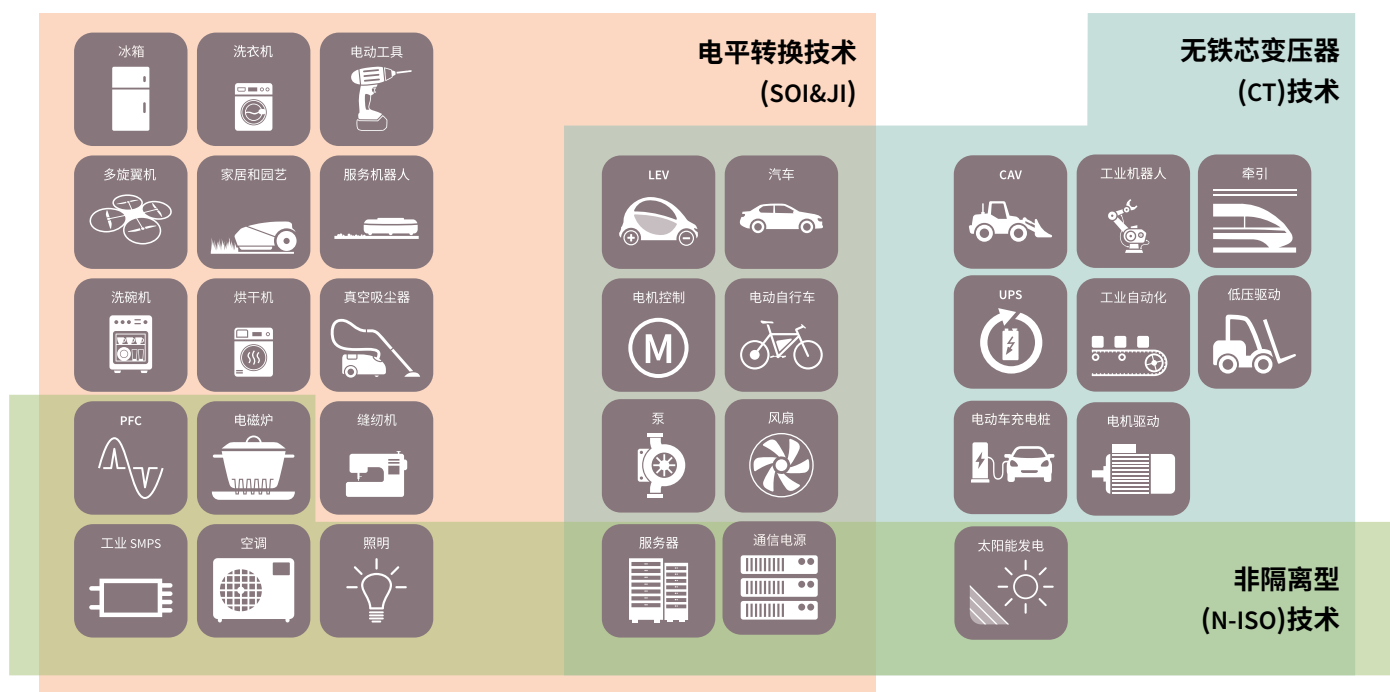 电平转换技术
(SOI&JI)
无铁芯变压器
(CT)技术
冰箱
洗衣机
电动工具
多旋翼机
家居和园艺
服务机器人
LEV
汽车
CAV
工业机器人
牵引
洗碗机
烘干机
真空吸尘器
电机控制
M
电动自行车
UPS
工业自动化
低压驱动
PFC
电磁炉
缝纫机
泵
风扇
电动车充电桩
电机驱动
工业 SMPS
空调
照明
服务器
通信电源
太阳能发电
非隔离型
(N-ISO)技术